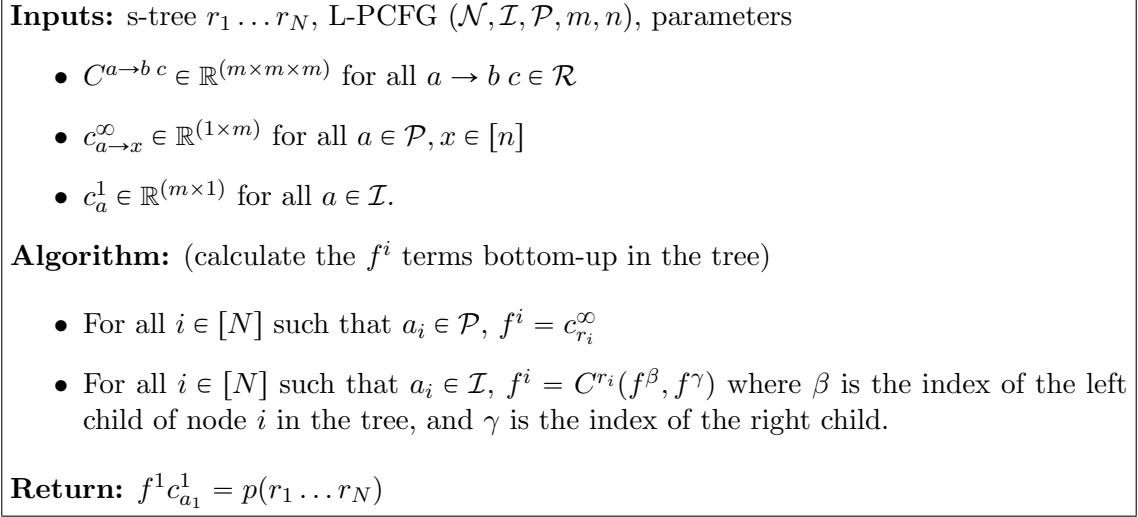 Inputs: s-tree r₁ … r_N, L-PCFG (𝒩, ℐ, 𝒫, m, n), parameters
• C^{a→b c} ∈ ℝ^{(m×m×m)} for all a → b c ∈ ℛ
• c^∞_{a→x} ∈ ℝ^{(1×m)} for all a ∈ 𝒫, x ∈ [n]
• c^1_a ∈ ℝ^{(m×1)} for all a ∈ ℐ.
Algorithm: (calculate the f^i terms bottom-up in the tree)
• For all i ∈ [N] such that a_i ∈ 𝒫, f^i = c^∞_{r_i}
• For all i ∈ [N] such that a_i ∈ ℐ, f^i = C^{r_i}(f^β, f^γ) where β is the index of the left
child of node i in the tree, and γ is the index of the right child.
Return: f^1 c^1_{a_1} = p(r₁ … r_N)